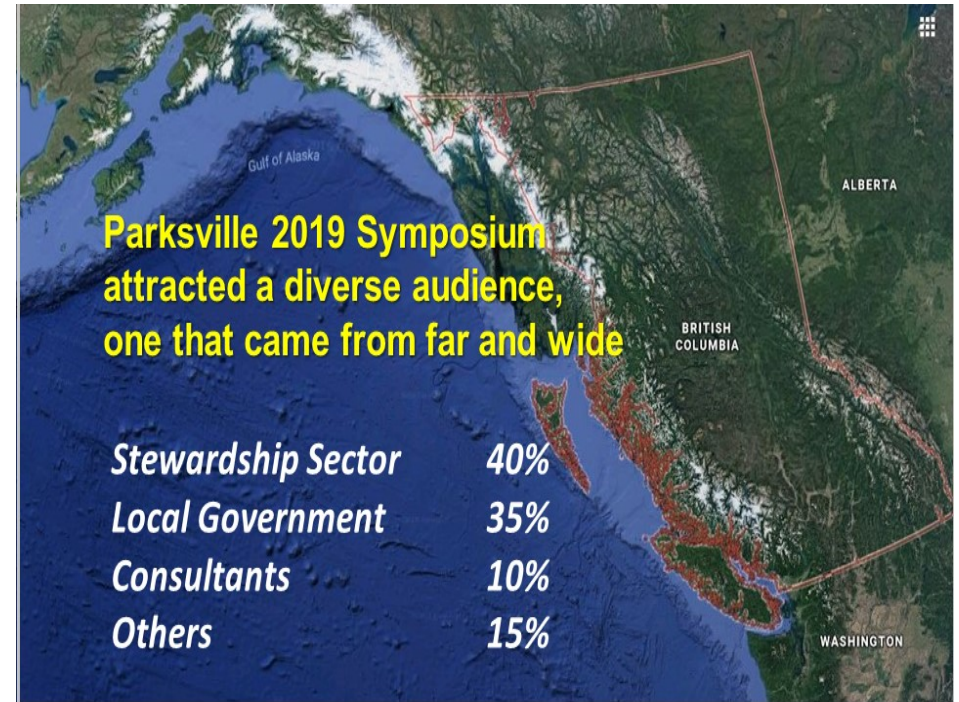 Gulf of Alaska
ALBERTA
Parksville 2019 Symposium
attracted a diverse audience,
one that came from far and wide
BRITISH
COLUMBIA
Stewardship Sector 40%
Local Government 35%
Consultants 10%
Others 15%
WASHINGTON